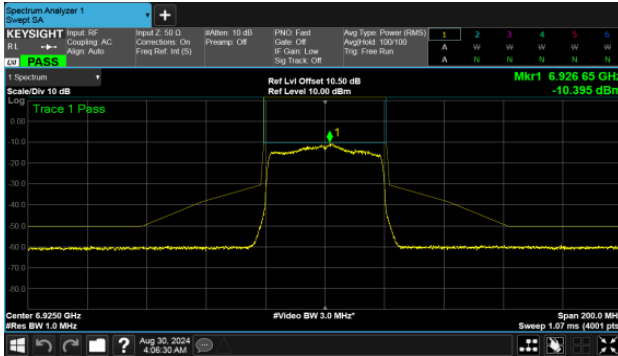 Spectrum Analyzer 1
Swept SA
+
KEYSIGHT
RL
PASS
Input: RF
Coupling: AC
Align: Auto
Input Z: 50 Ω
Corrections: On
Freq Ref: Int (S)
#Atten: 10 dB
Preamp: Off
PNO: Fast
Gate: Off
IF Gain: Low
Sig Track: Off
Avg Type: Power (RMS)
Avg|Hold: 100/100
Trig: Free Run
1 2 3 4 5 6
A W W W W W
A N N N N N
1 Spectrum
Scale/Div 10 dB
Ref Lvl Offset 10.50 dB
Ref Level 10.00 dBm
Mkr1 6.926 65 GHz
-10.395 dBm
Log
Trace 1 Pass
1
0.00
-10.0
-20.0
-30.0
-40.0
-50.0
-60.0
-70.0
-80.0
Center 6.9250 GHz
#Res BW 1.0 MHz
#Video BW 3.0 MHz*
Span 200.0 MHz
Sweep 1.07 ms (4001 pts)
?
Aug 30, 2024
4:06:30 AM